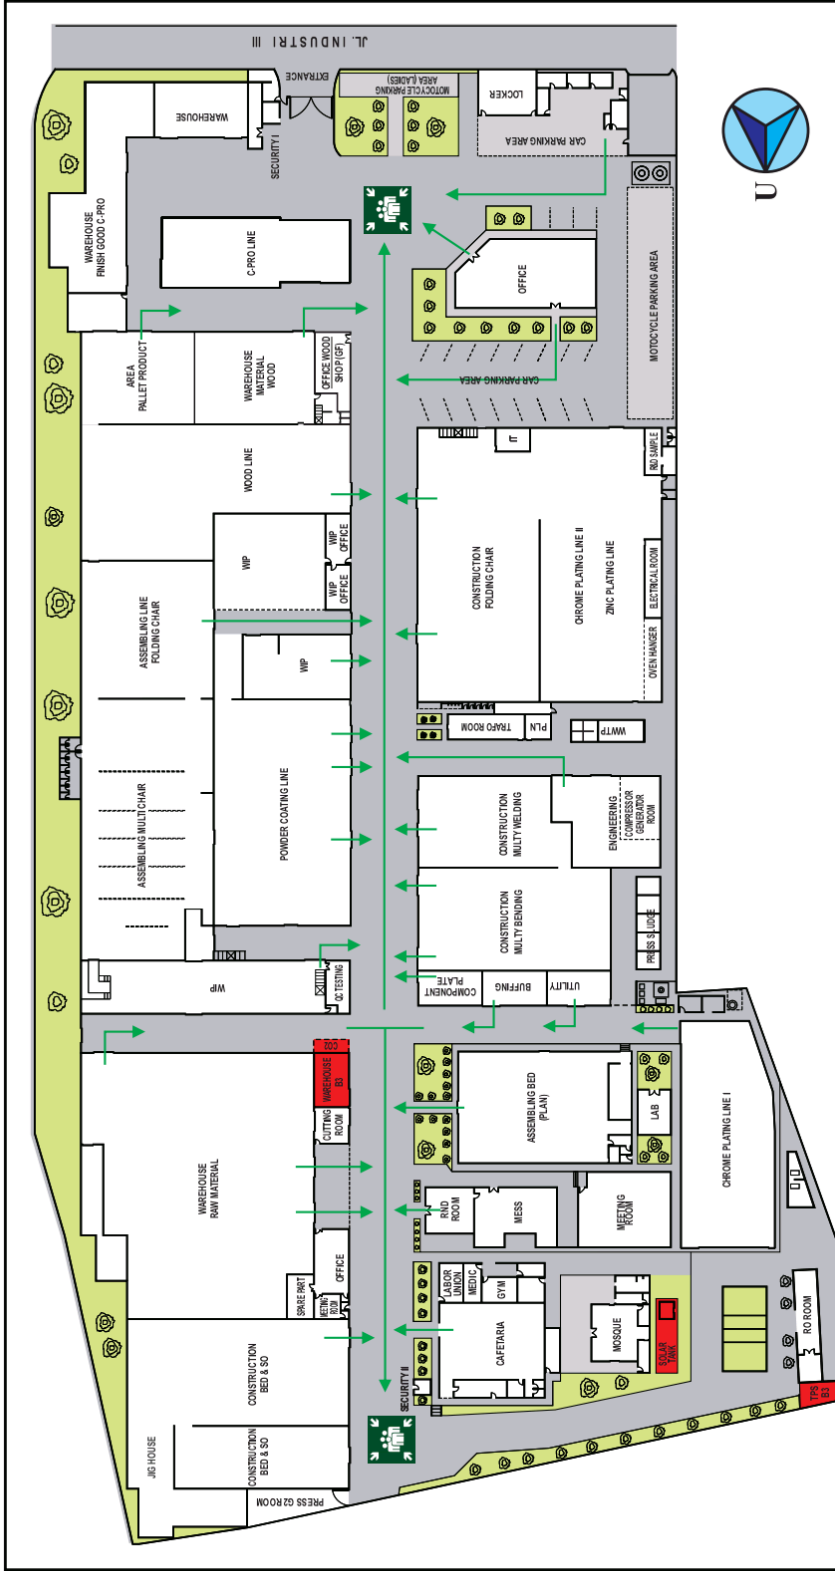 JL. INDUSTRI III
ENTRANCE
MOTOCYCLE PARKING
AREA (LADIES)
LOCKER
CAR PARKING AREA
WAREHOUSE
SECURITY I
WAREHOUSE
FINISH GOOD C-PRO
C-PRO LINE
U
OFFICE
MOTOCYCLE PARKING AREA
AREA
PALLET PRODUCT
WAREHOUSE
MATERIAL
WOOD
OFFICE WOOD
SHOP (GF)
CAR PARKING AREA
WOOD LINE
IT
R&D SAMPLE
WIP
WIP
OFFICE
WIP
OFFICE
CONSTRUCTION
FOLDING CHAIR
CHROME PLATING LINE II
ZINC PLATING LINE
ELECTRICAL ROOM
OVEN HANGER
ASSEMBLING LINE
FOLDING CHAIR
WIP
TRAFO ROOM
PLN
WWTP
ASSEMBLING MULTI CHAIR
POWDER COATING LINE
CONSTRUCTION
MULTY WELDING
ENGINEERING
COMPRESSOR
GENERATOR
ROOM
CONSTRUCTION
MULTY BENDING
PRESS SLUDGE
WIP
QC TESTING
COMPONENT
PLATE
BUFFING
UTILITY
CO2
WAREHOUSE
B3
CUTTING
ROOM
WAREHOUSE
RAW MATERIAL
ASSEMBLING BED
(PLAN)
LAB
CHROME PLATING LINE I
RND
ROOM
MESS
MEETING
ROOM
OFFICE
SPARE PART
MEETING
ROOM
LABOR
UNION
MEDIC
GYM
CAFETARIA
MOSQUE
SOLAR
TANK
RO ROOM
TPS
B3
CONSTRUCTION
BED & SO
CONSTRUCTION
BED & SO
JIG HOUSE
PRESS G2 ROOM
SECURITY II